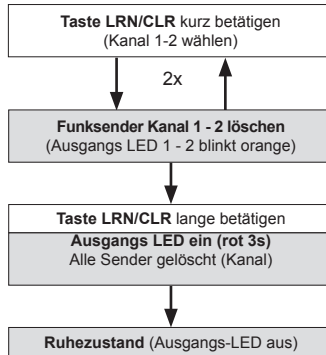 Taste LRN/CLR kurz betätigen
(Kanal 1-2 wählen)
2x
Funksender Kanal 1 - 2 löschen
(Ausgangs LED 1 - 2 blinkt orange)
Taste LRN/CLR lange betätigen
Ausgangs LED ein (rot 3s)
Alle Sender gelöscht (Kanal)
Ruhezustand (Ausgangs-LED aus)